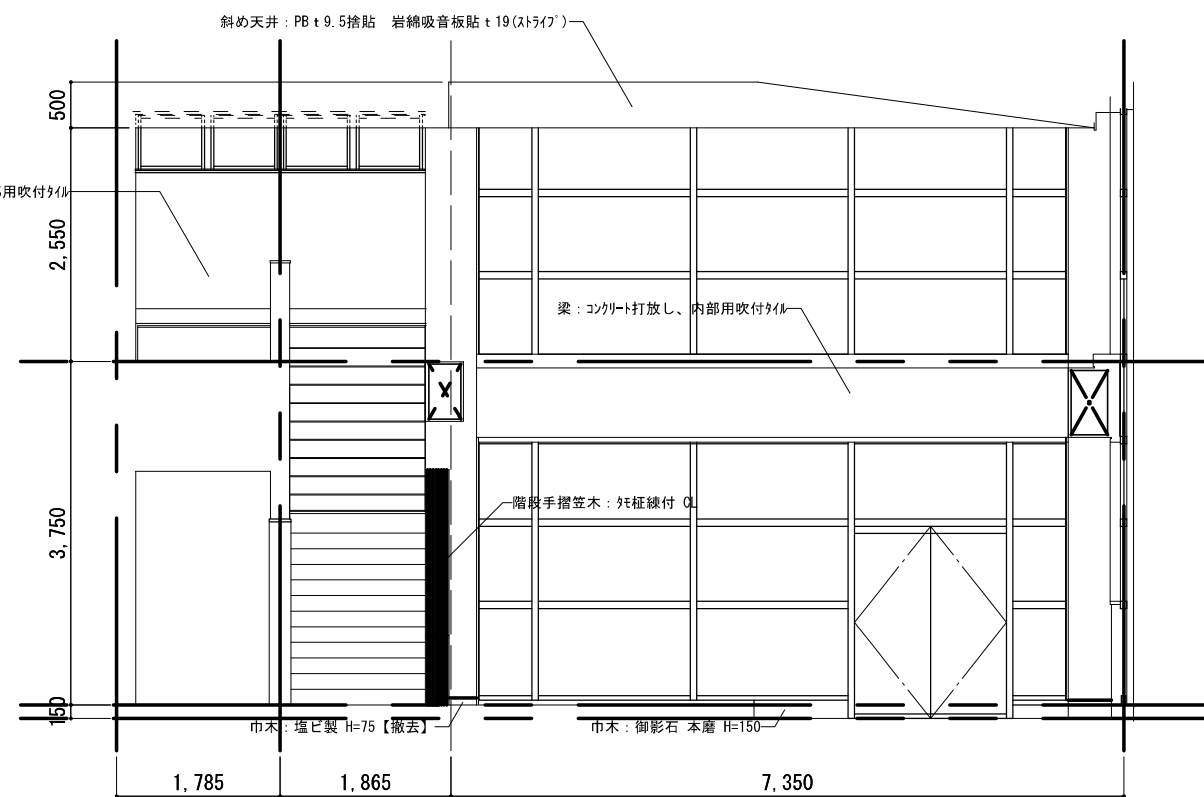 斜め天井：PB t 9.5捨貼　岩綿吸音板貼 t 19(ｽﾄﾗｲﾌﾟ)
500
用吹付ﾀｲﾙ
2,550
梁：ｺﾝｸﾘｰﾄ打放し、内部用吹付ﾀｲﾙ
階段手摺笠木：ﾀﾓ柾練付 CL
3,750
150
巾木：塩ビ製 H=75【撤去】
巾木：御影石 本磨 H=150
1,785
1,865
7,350